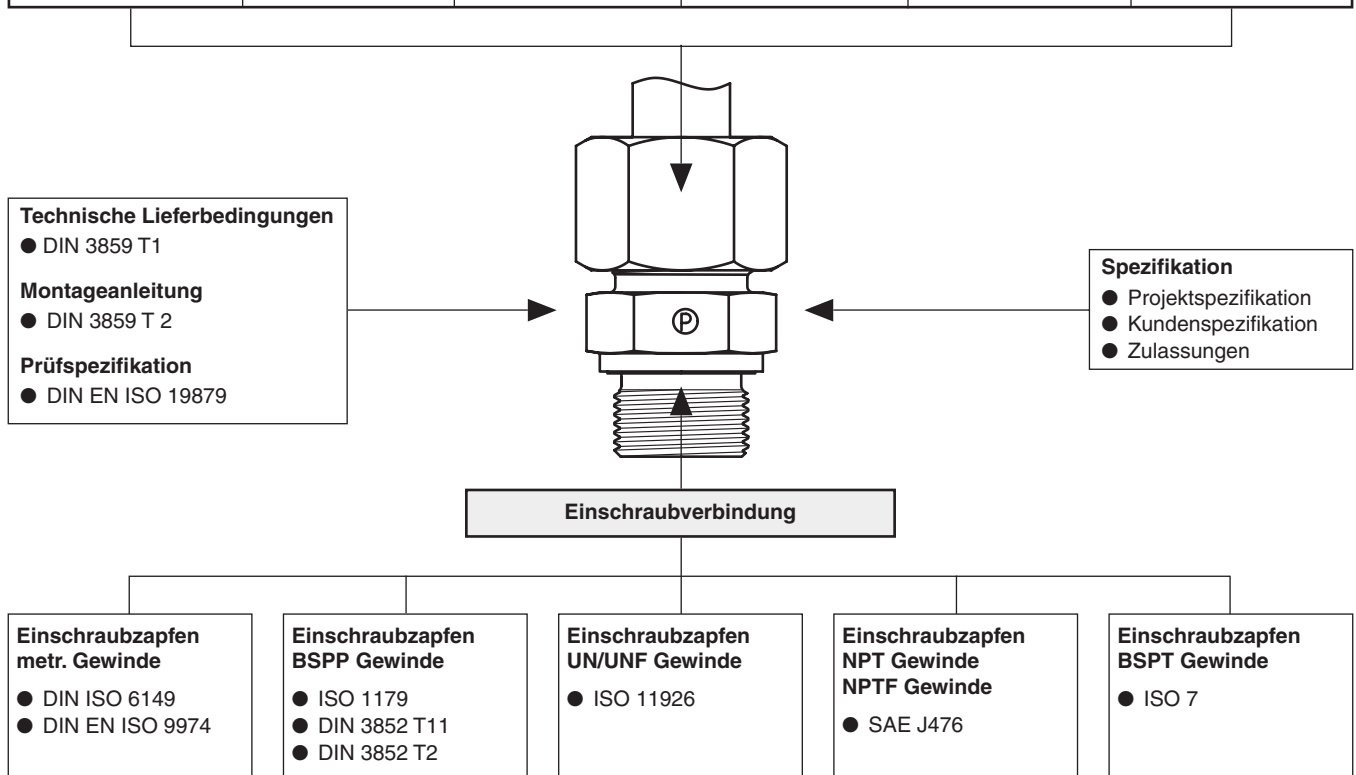 Technische Lieferbedingungen
● DIN 3859 T1
Montageanleitung
● DIN 3859 T 2
Prüfspezifikation
● DIN EN ISO 19879
Spezifikation
● Projektspezifikation
● Kundenspezifikation
● Zulassungen
P
Einschraubverbindung
Einschraubzapfen
metr. Gewinde
● DIN ISO 6149
● DIN EN ISO 9974
Einschraubzapfen
BSPP Gewinde
● ISO 1179
● DIN 3852 T11
● DIN 3852 T2
Einschraubzapfen
UN/UNF Gewinde
● ISO 11926
Einschraubzapfen
NPT Gewinde
NPTF Gewinde
● SAE J476
Einschraubzapfen
BSPT Gewinde
● ISO 7